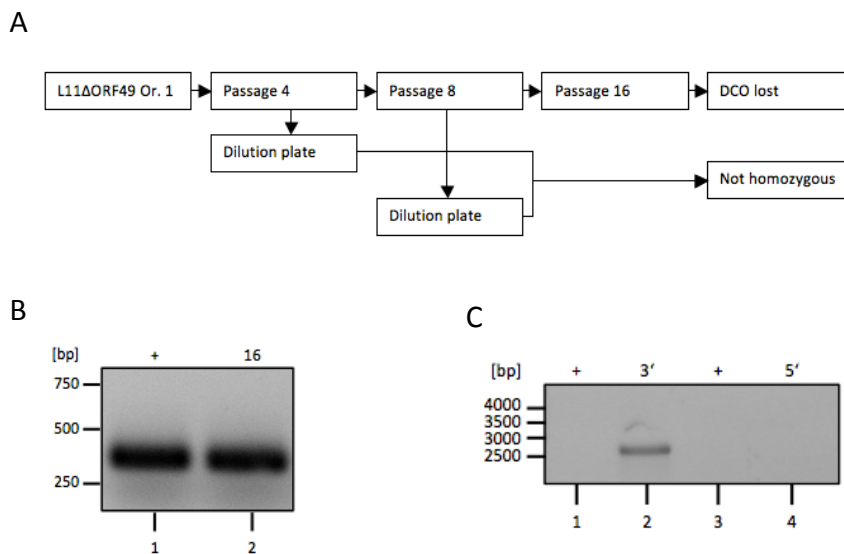 A
L11ΔORF49 Or. 1
Passage 4
Passage 8
Passage 16
DCO lost
Dilution plate
Not homozygous
Dilution plate
B
[bp] + 16
750
500
250
1 2
C
[bp] + 3‘ + 5‘
4000
3500
3000
2500
1 2 3 4